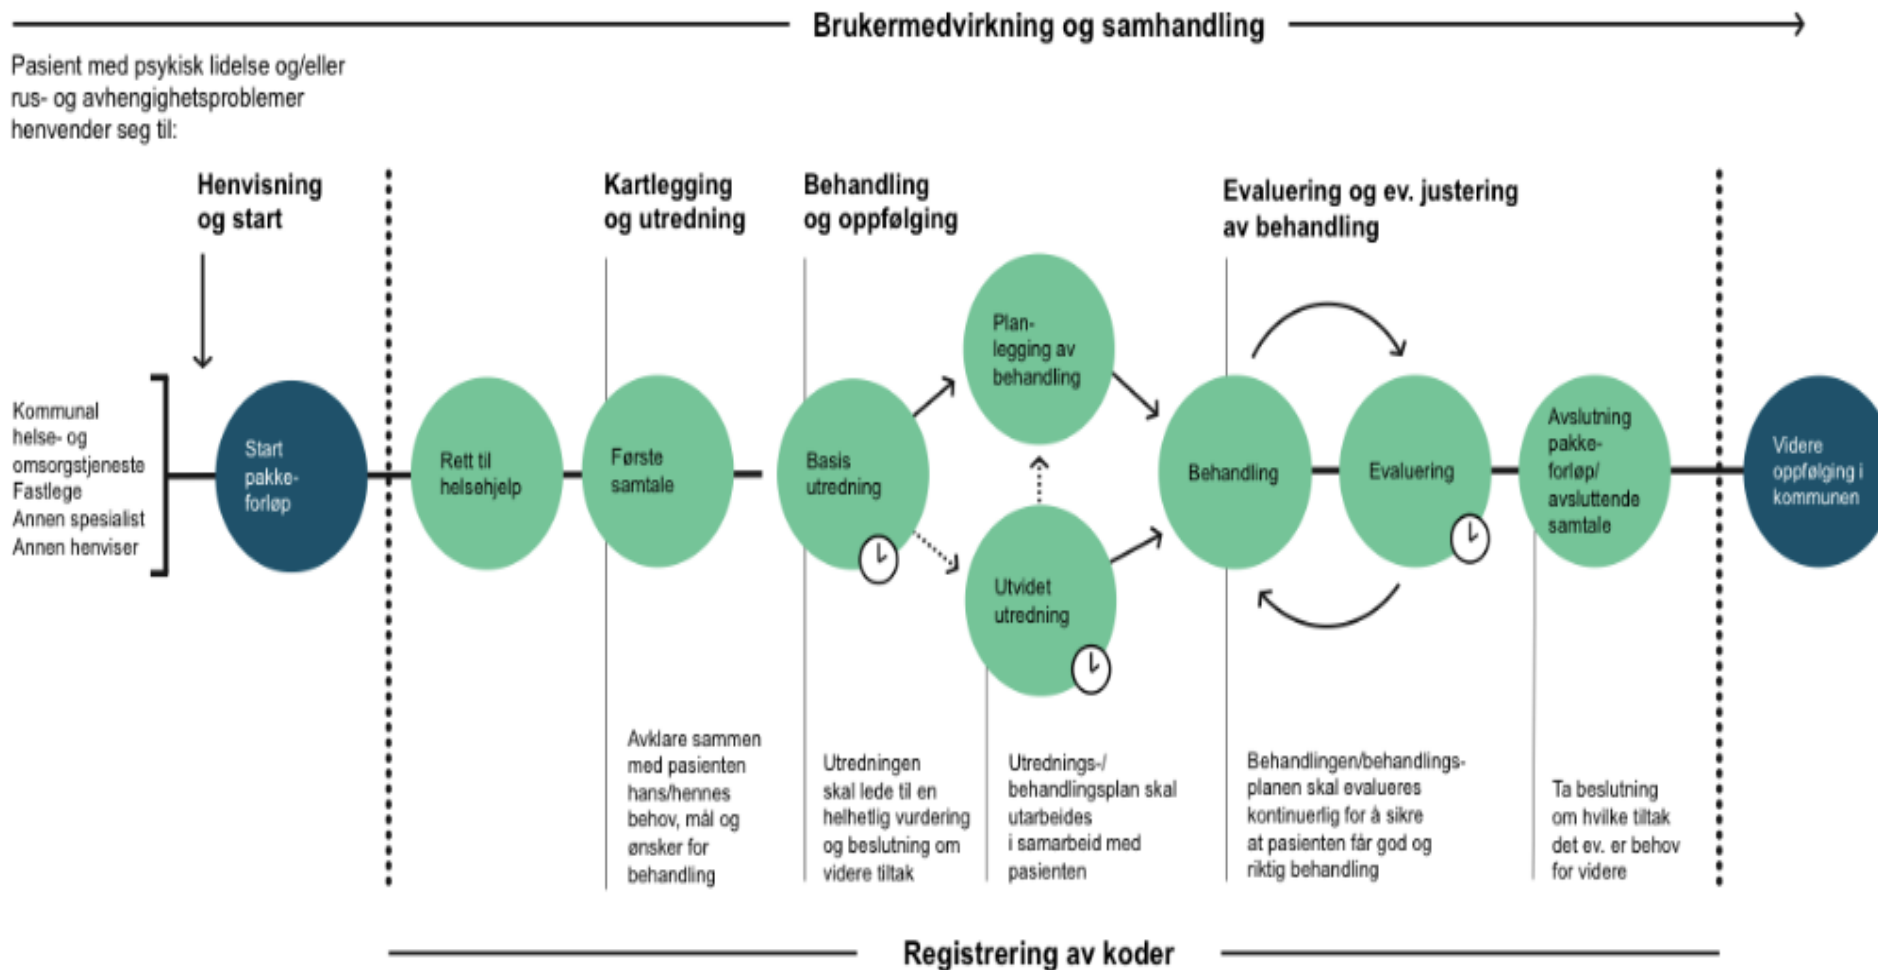 Brukermedvirkning og samhandling
Pasient med psykisk lidelse og/eller
rus- og avhengighetsproblemer
henvender seg til:
Henvisning
og start
Kartlegging
og utredning
Behandling
og oppfølging
Evaluering og ev. justering
av behandling
Kommunal
helse- og
omsorgstjeneste
Fastlege
Annen spesialist
Annen henviser
Start
pakke-
forløp
Rett til
helsehjelp
Første
samtale
Basis
utredning
Plan-
legging av
behandling
Utvidet
utredning
Behandling
Evaluering
Avslutning
pakke-
forløp/
avsluttende
samtale
Videre
oppfølging i
kommunen
Avklare sammen
med pasienten
hans/hennes
behov, mål og
ønsker for
behandling
Utredningen
skal lede til en
helhetlig vurdering
og beslutning om
videre tiltak
Utrednings-/
behandlingsplan skal
utarbeides
i samarbeid med
pasienten
Behandlingen/behandlings-
planen skal evalueres
kontinuerlig for å sikre
at pasienten får god og
riktig behandling
Ta beslutning
om hvilke tiltak
det ev. er behov
for videre
Registrering av koder